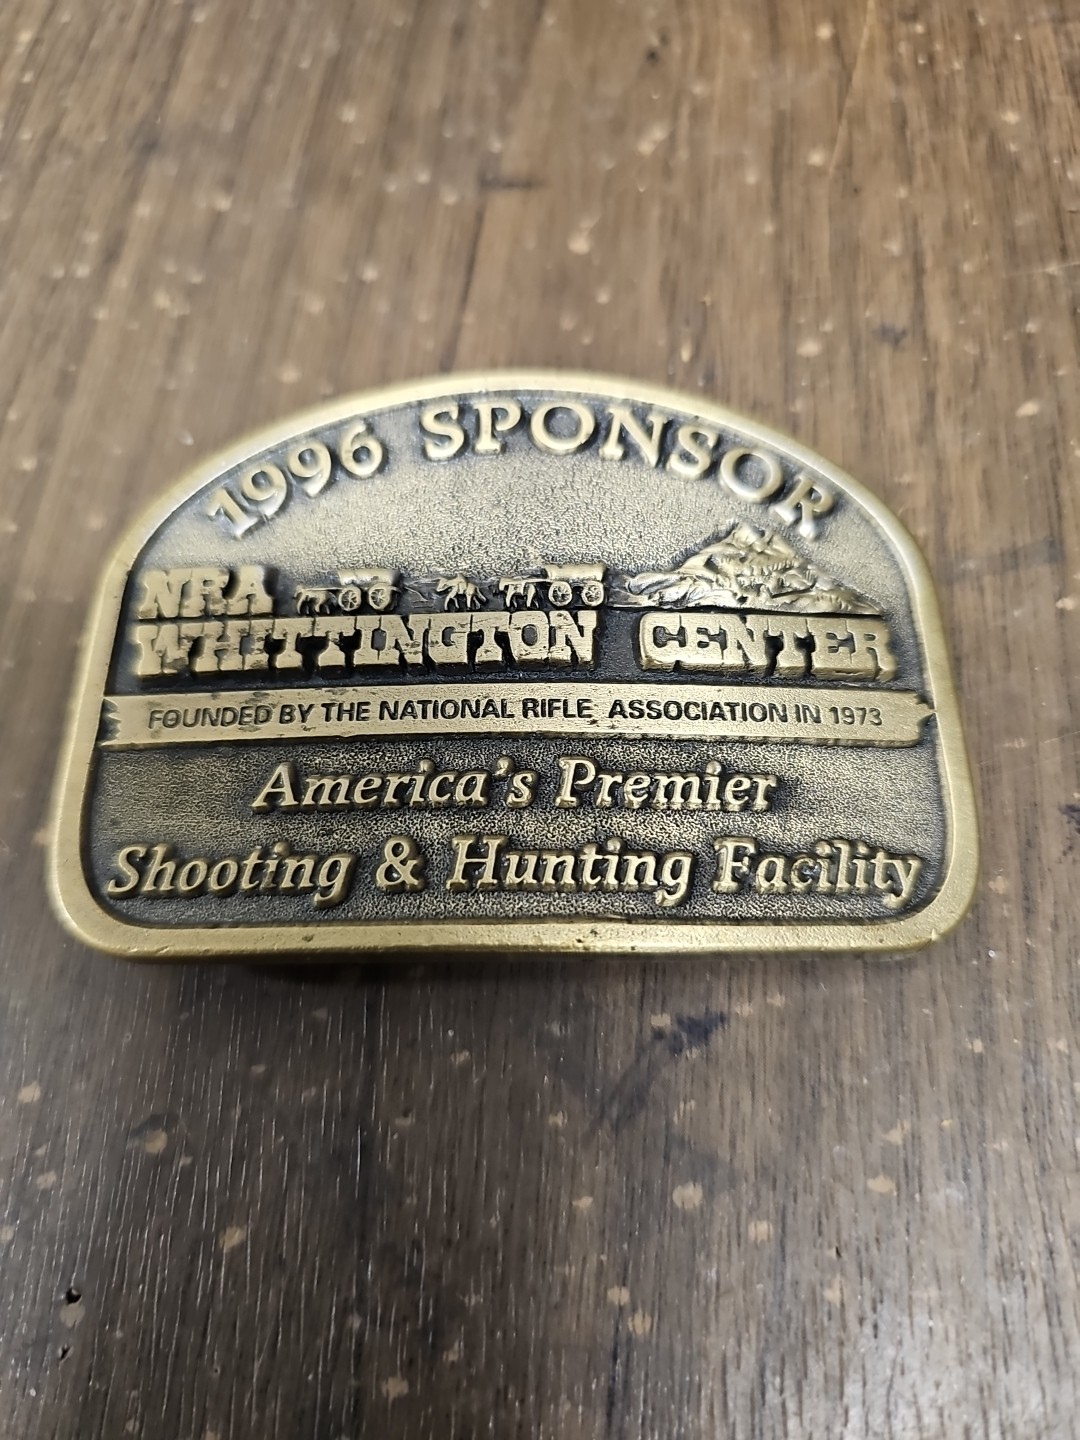 1996 SPONSOR
NRA
WHITTINGTON CENTER
FOUNDED BY THE NATIONAL RIFLE ASSOCIATION IN 1973
America's Premier
Shooting & Hunting Facility